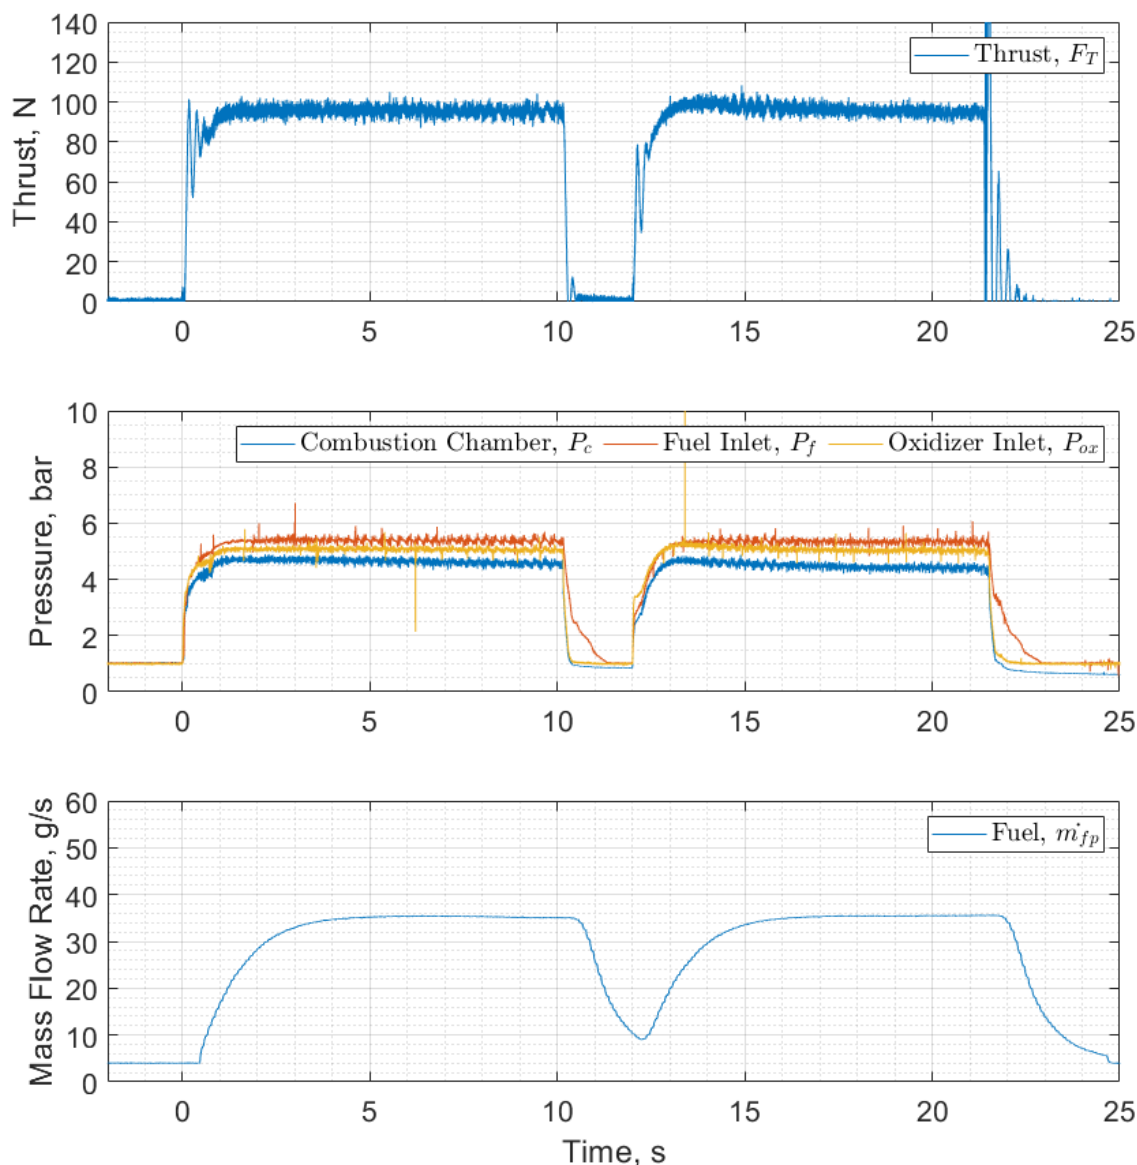 140
120
100
80
60
40
20
0
Thrust, N
Thrust, F_T
0 5 10 15 20 25
10
8
6
4
2
0
Pressure, bar
Combustion Chamber, P_c Fuel Inlet, P_f Oxidizer Inlet, P_ox
0 5 10 15 20 25
60
50
40
30
20
10
0
Mass Flow Rate, g/s
Fuel, ṁ_fp
0 5 10 15 20 25
Time, s